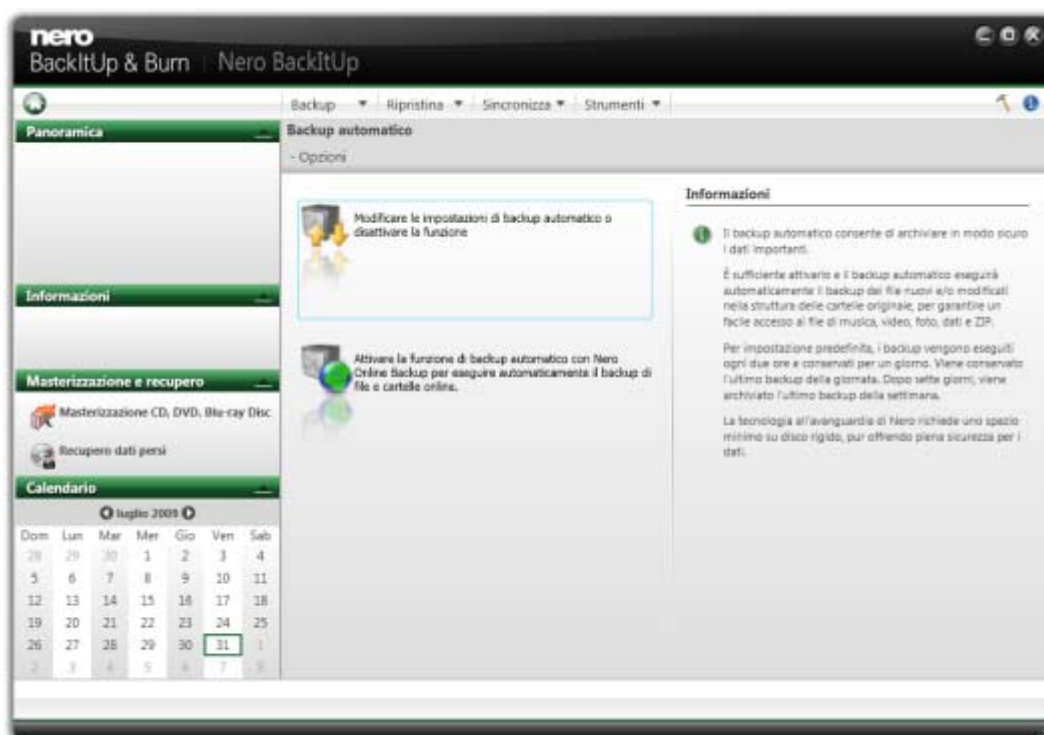 nero
BackItUp & Burn | Nero BackItUp
Backup Ripristina Sincronizza Strumenti
Panoramica
Backup automatico
- Opzioni
Modificare le impostazioni di backup automatico o
disattivare la funzione
Attivare la funzione di backup automatico con Nero
Online Backup per eseguire automaticamente il backup di
file e cartelle online.
Informazioni
Il backup automatico consente di archiviare in modo sicuro
i dati importanti.
È sufficiente attivarlo e il backup automatico eseguirà
automaticamente il backup dei file nuovi e/o modificati
nella struttura delle cartelle originale, per garantire un
facile accesso ai file di musica, video, foto, dati e ZIP.
Per impostazione predefinita, i backup vengono eseguiti
ogni due ore e conservati per un giorno. Viene conservato
l'ultimo backup della giornata. Dopo sette giorni, viene
archiviato l'ultimo backup della settimana.
La tecnologia all'avanguardia di Nero richiede uno spazio
minimo su disco rigido, pur offrendo piena sicurezza per i
dati.
Informazioni
Masterizzazione e recupero
Masterizzazione CD, DVD, Blu-ray Disc
Recupero dati persi
Calendario
luglio 2009
Dom Lun Mar Mer Gio Ven Sab
28 29 30 1 2 3 4
5 6 7 8 9 10 11
12 13 14 15 16 17 18
19 20 21 22 23 24 25
26 27 28 29 30 31 1
2 3 4 5 6 7 8